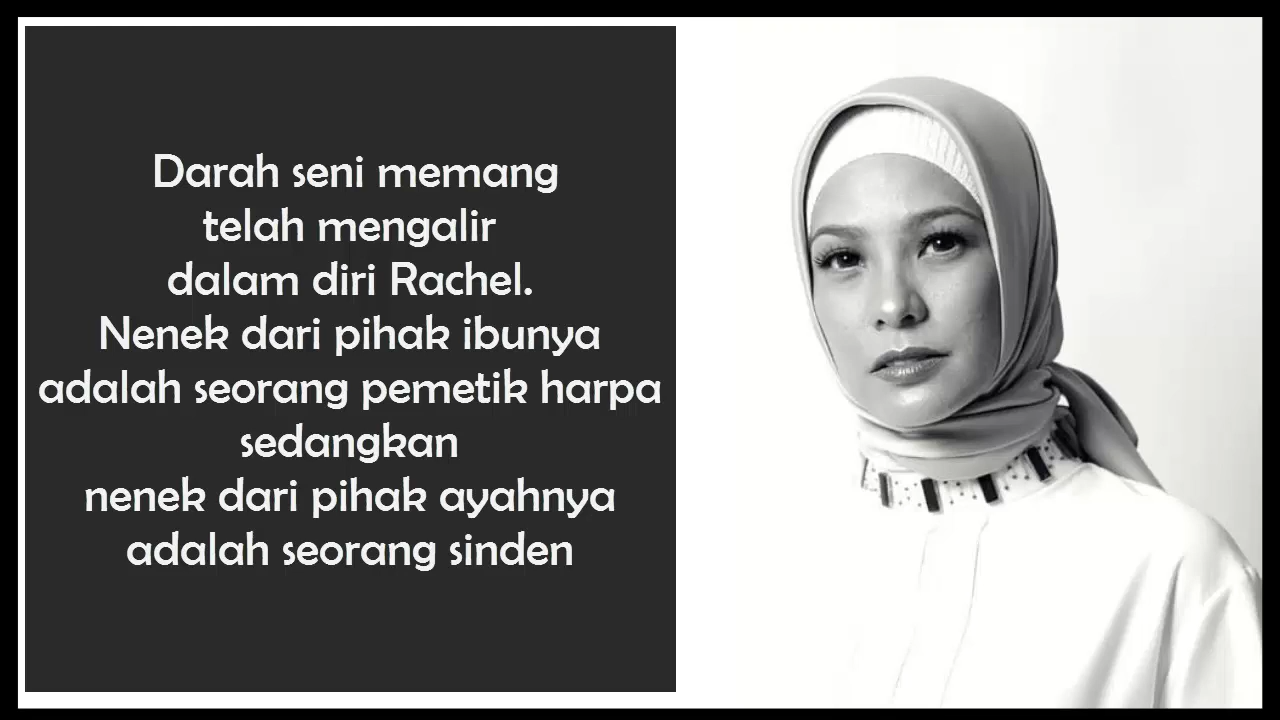 Darah seni memang
telah mengalir
dalam diri Rachel.
Nenek dari pihak ibunya
adalah seorang pemetik harpa
sedangkan
nenek dari pihak ayahnya
adalah seorang sinden